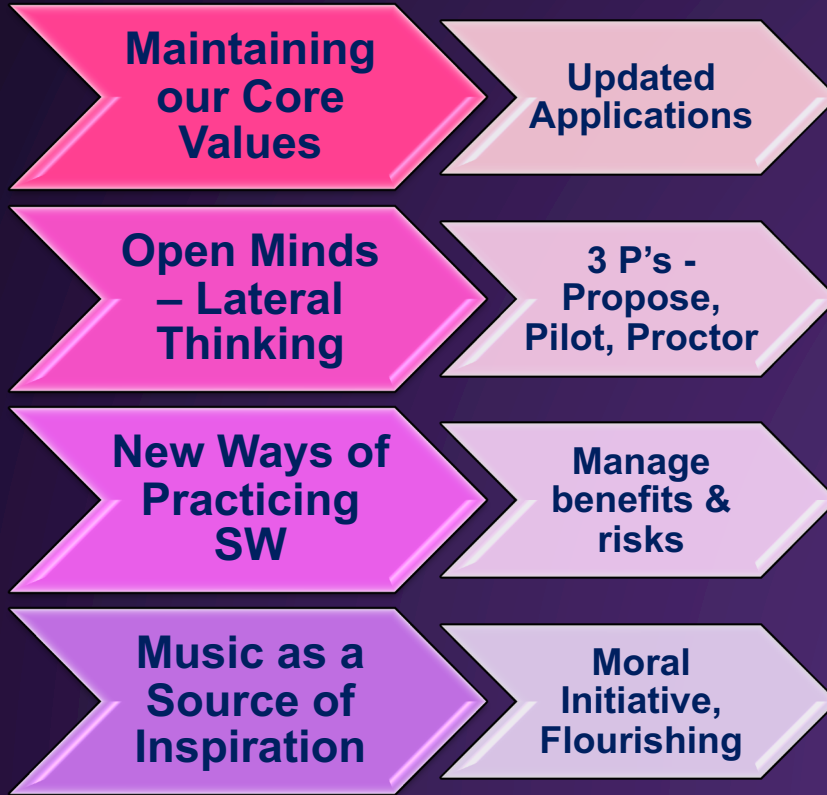 Maintaining
our Core
Values
Updated
Applications
Open Minds
– Lateral
Thinking
3 P’s -
Propose,
Pilot, Proctor
New Ways of
Practicing
SW
Manage
benefits &
risks
Music as a
Source of
Inspiration
Moral
Initiative,
Flourishing